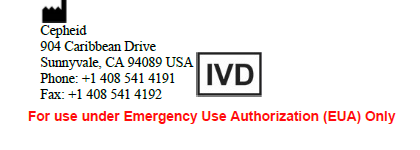 Cepheid
904 Caribbean Drive
Sunnyvale, CA 94089 USA
Phone: +1 408 541 4191
Fax: +1 408 541 4192
IVD
For use under Emergency Use Authorization (EUA) Only